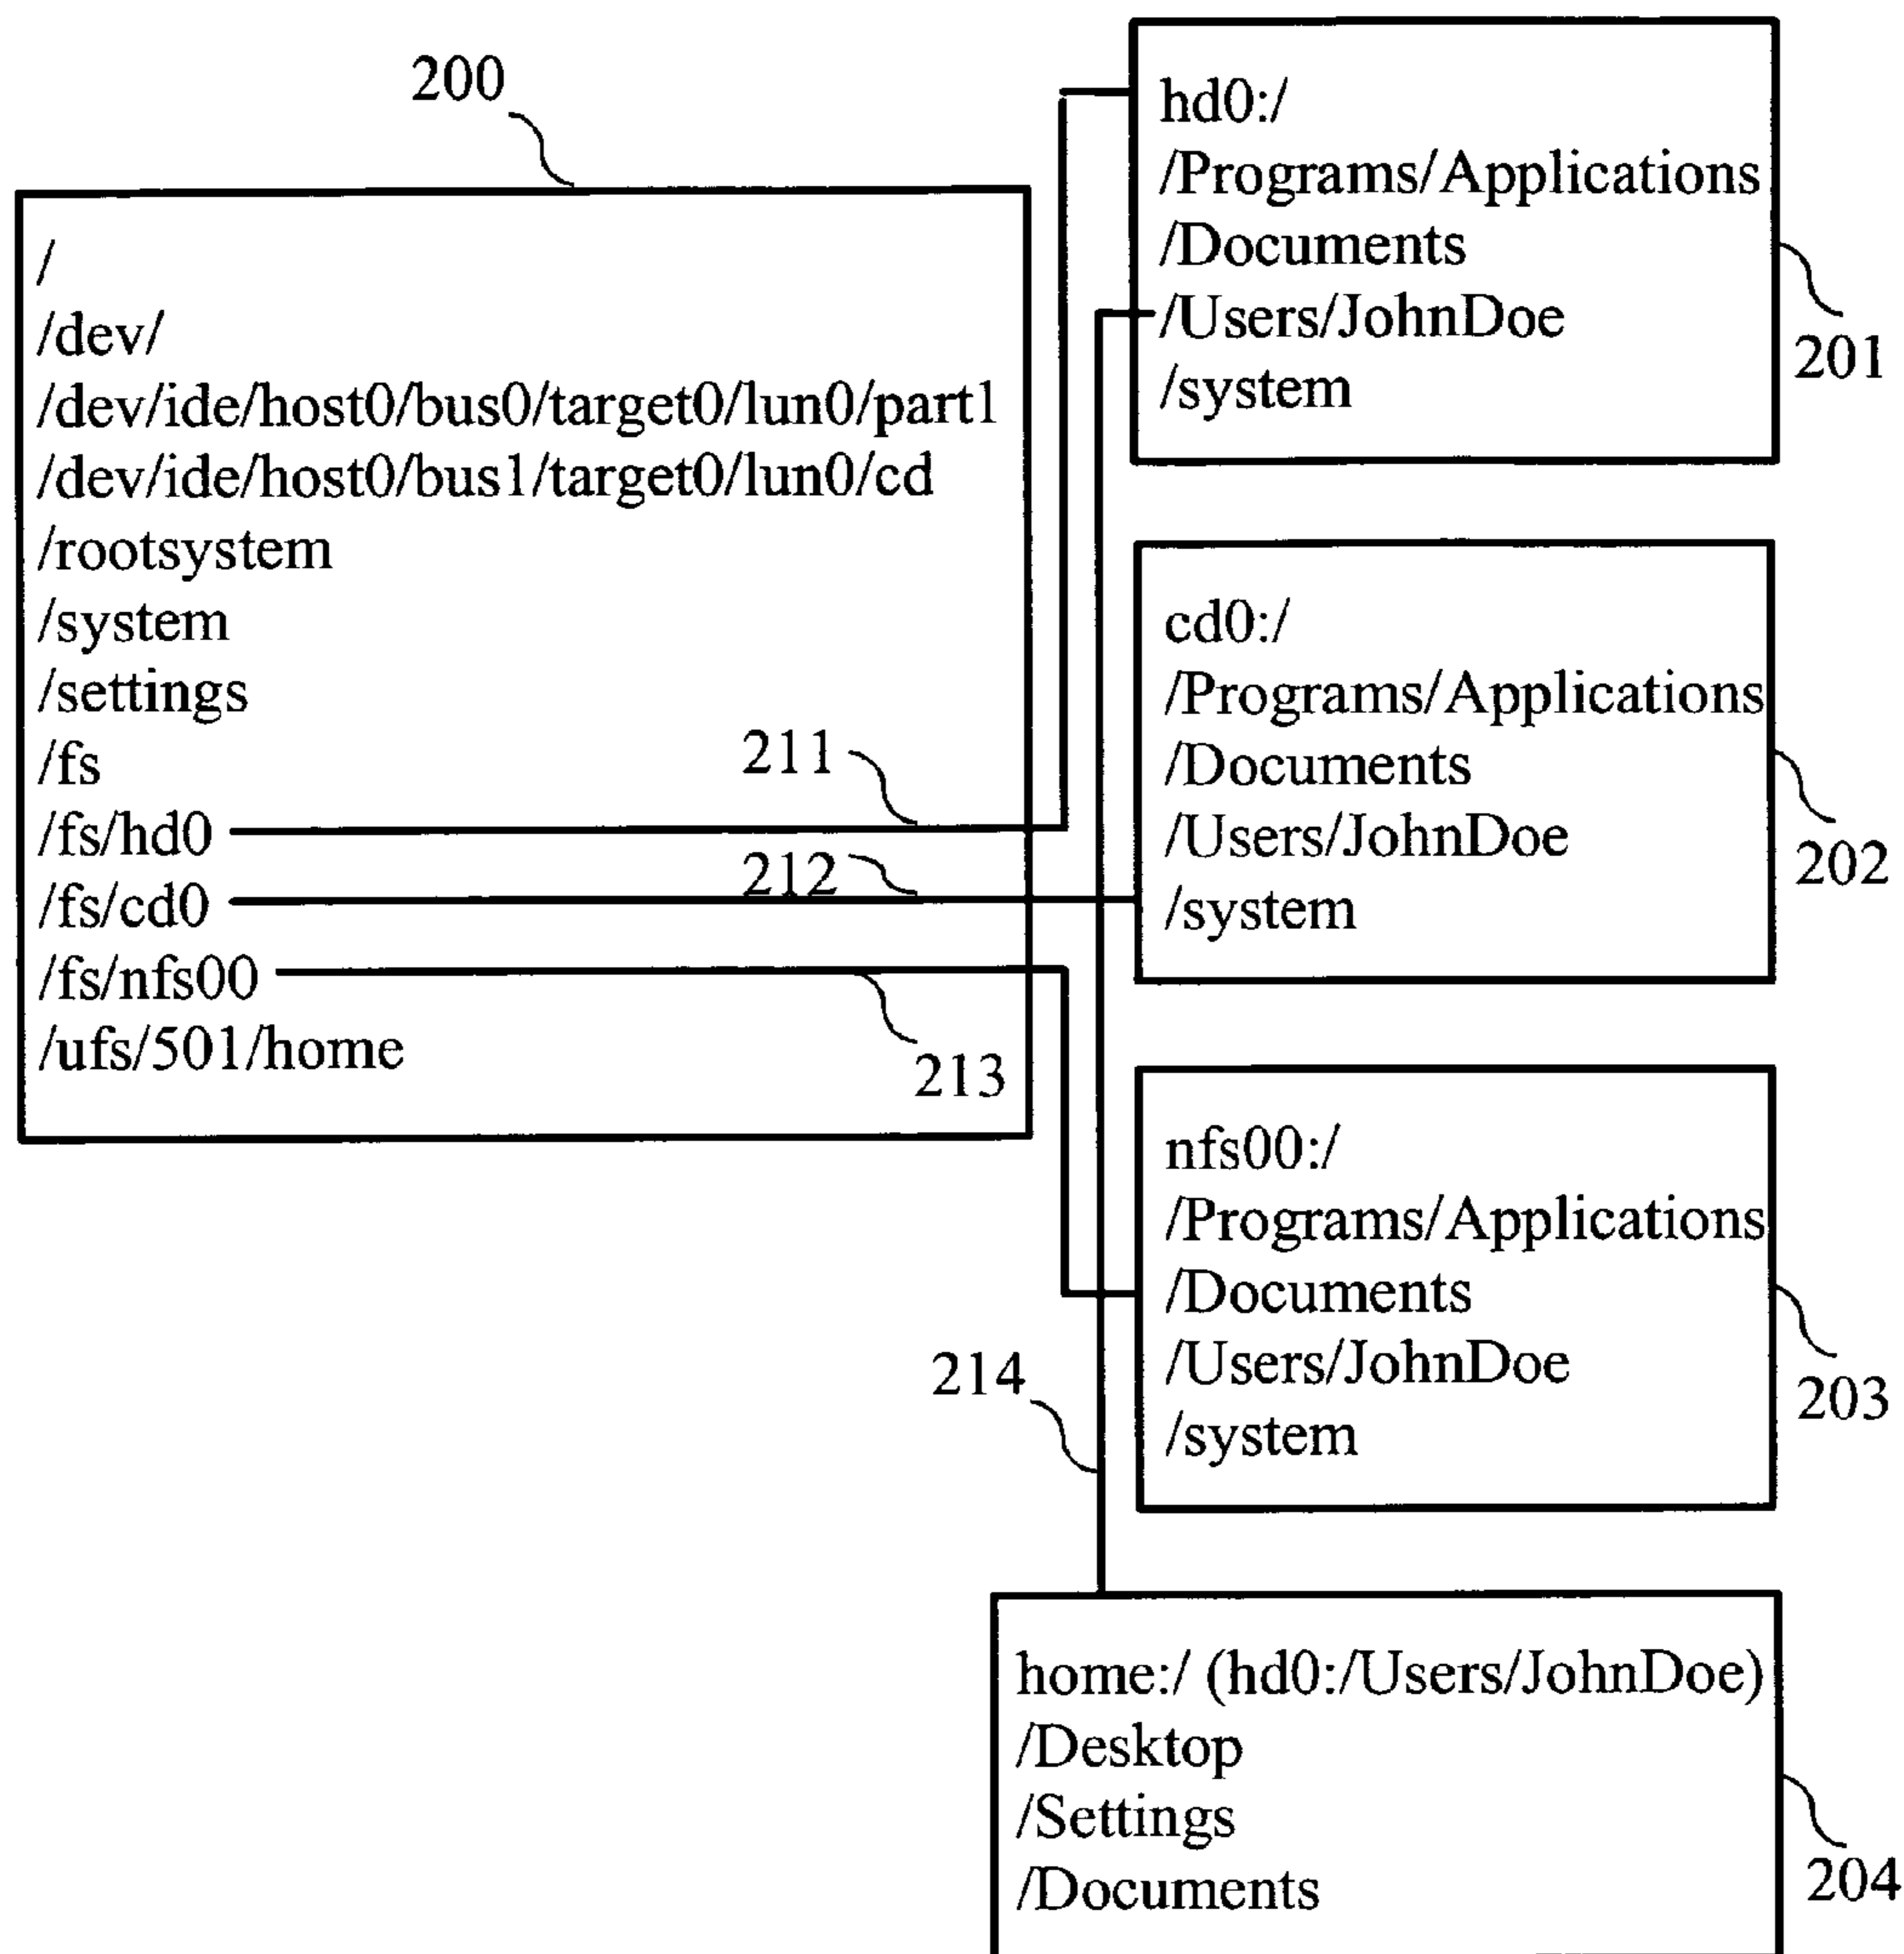 200
/
/dev/
/dev/ide/host0/bus0/target0/lun0/part1
/dev/ide/host0/bus1/target0/lun0/cd
/rootsystem
/system
/settings
/fs
/fs/hd0
/fs/cd0
/fs/nfs00
/ufs/501/home
211
212
213
214
hd0:/
/Programs/Applications
/Documents
/Users/JohnDoe
/system
201
cd0:/
/Programs/Applications
/Documents
/Users/JohnDoe
/system
202
nfs00:/
/Programs/Applications
/Documents
/Users/JohnDoe
/system
203
home:/ (hd0:/Users/JohnDoe)
/Desktop
/Settings
/Documents
204